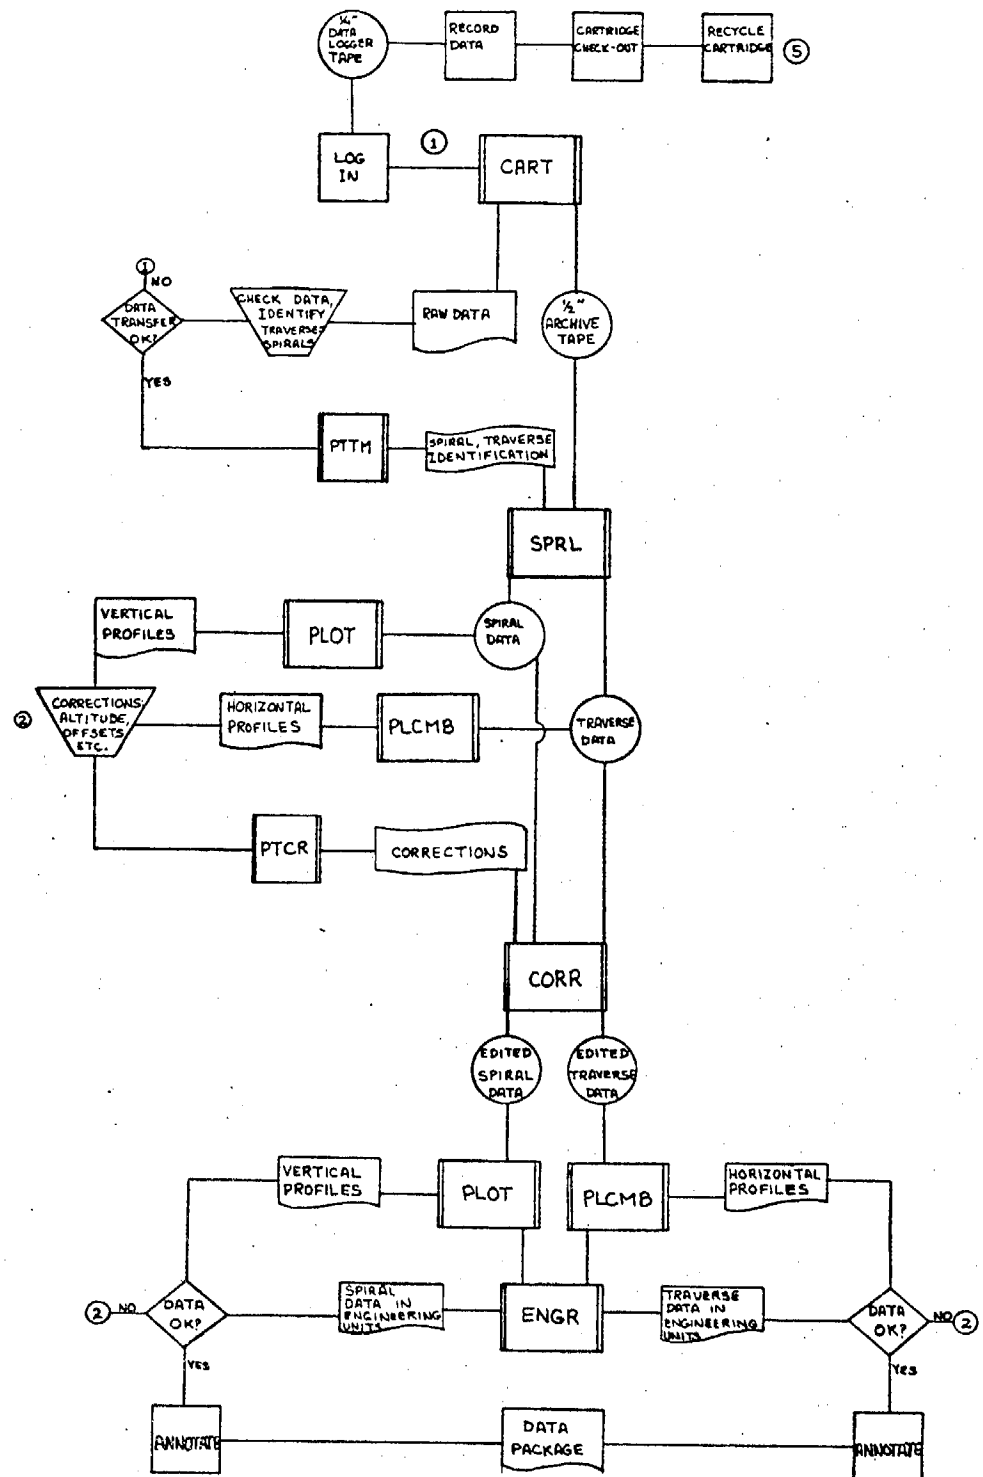 ¼"
DATA
LOGGER
TAPE
RECORD
DATA
CARTRIDGE
CHECK-OUT
RECYCLE
CARTRIDGE
5
LOG
IN
1
CART
1
NO
DATA
TRANSFER
OK?
YES
CHECK DATA,
IDENTIFY
TRAVERSE-
SPIRALS
RAW DATA
½"
ARCHIVE
TAPE
PTTM
SPIRAL, TRAVERSE
IDENTIFICATION
SPRL
VERTICAL
PROFILES
PLOT
SPIRAL
DATA
2
CORRECTIONS:
ALTITUDE,
OFFSETS,
ETC.
HORIZONTAL
PROFILES
PLCMB
TRAVERSE
DATA
PTCR
CORRECTIONS
CORR
EDITED
SPIRAL
DATA
EDITED
TRAVERSE
DATA
VERTICAL
PROFILES
PLOT
PLCMB
HORIZONTAL
PROFILES
2
NO
DATA
OK?
YES
SPIRAL
DATA IN
ENGINEERING
UNITS
ENGR
TRAVERSE
DATA IN
ENGINEERING
UNITS
DATA
OK?
NO
2
YES
ANNOTATE
DATA
PACKAGE
ANNOTATE